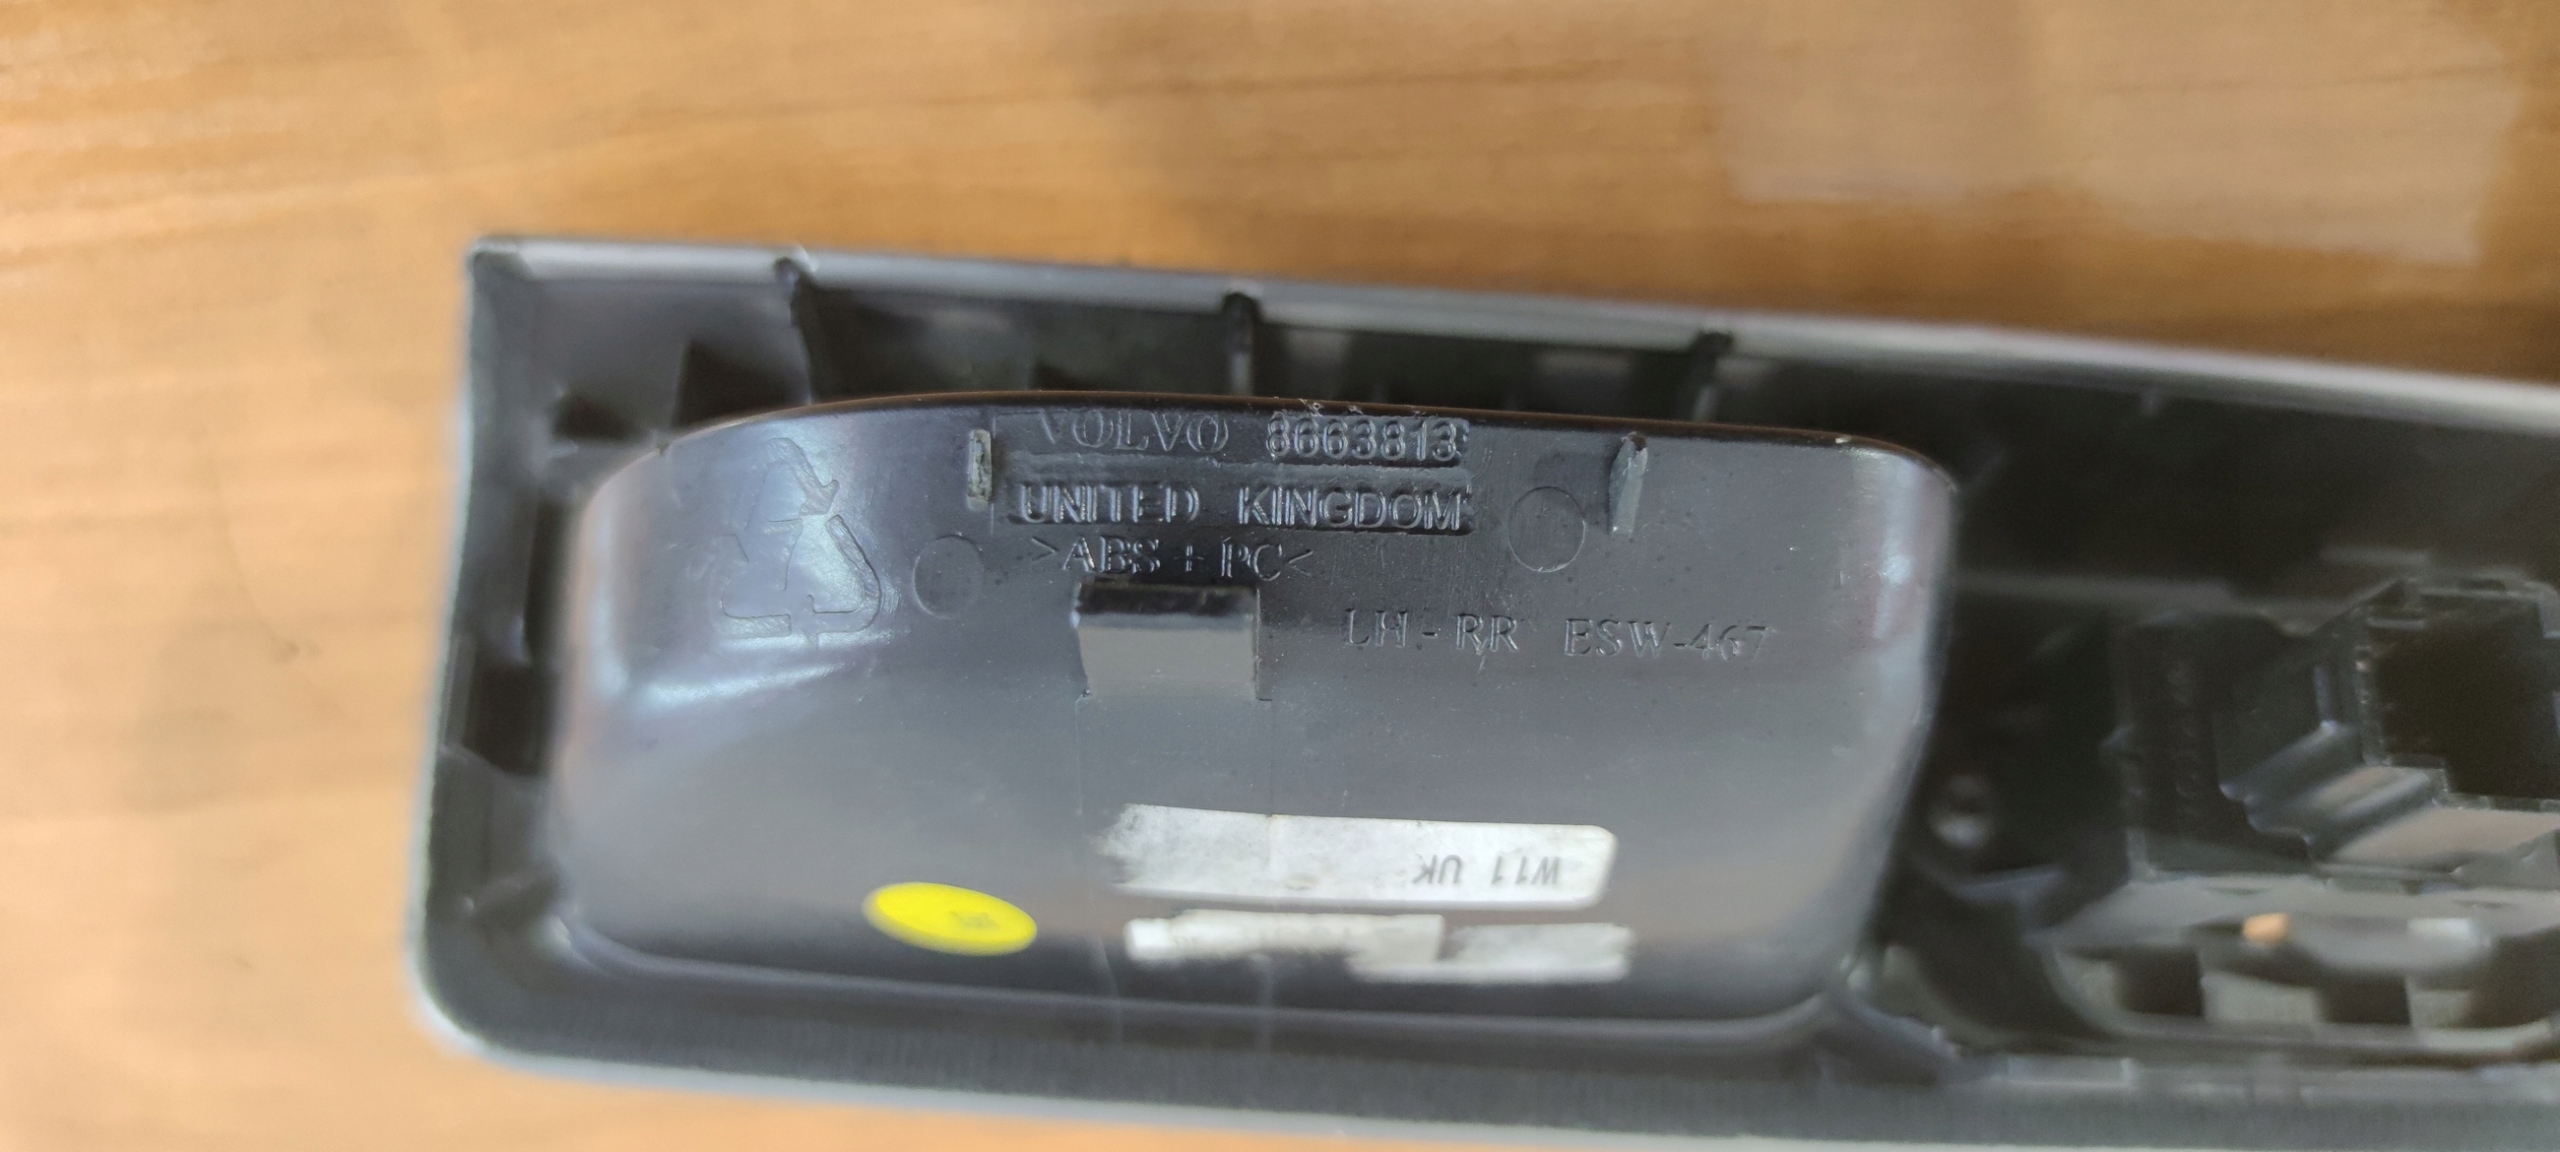 VOLVO 8663813
UNITED KINGDOM
>ABS + PC<
LH - RR ESW-467
W11 UK